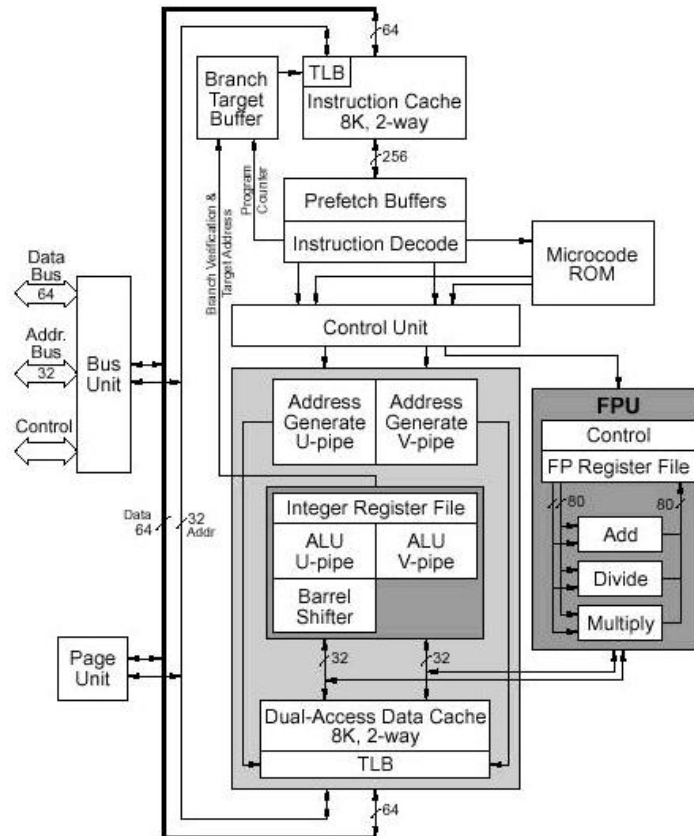 64
TLB
Instruction Cache
8K, 2-way
Branch
Target
Buffer
256
Branch Verification &
Target Address
Program
Counter
Prefetch Buffers
Instruction Decode
Microcode
ROM
Control Unit
Data
Bus
64
Addr.
Bus
32
Control
Bus
Unit
Address
Generate
U-pipe
Address
Generate
V-pipe
FPU
Control
FP Register File
80
80
Add
Divide
Multiply
Integer Register File
ALU
U-pipe
ALU
V-pipe
Barrel
Shifter
Data
64
32
Addr
32
32
Page
Unit
Dual-Access Data Cache
8K, 2-way
TLB
64